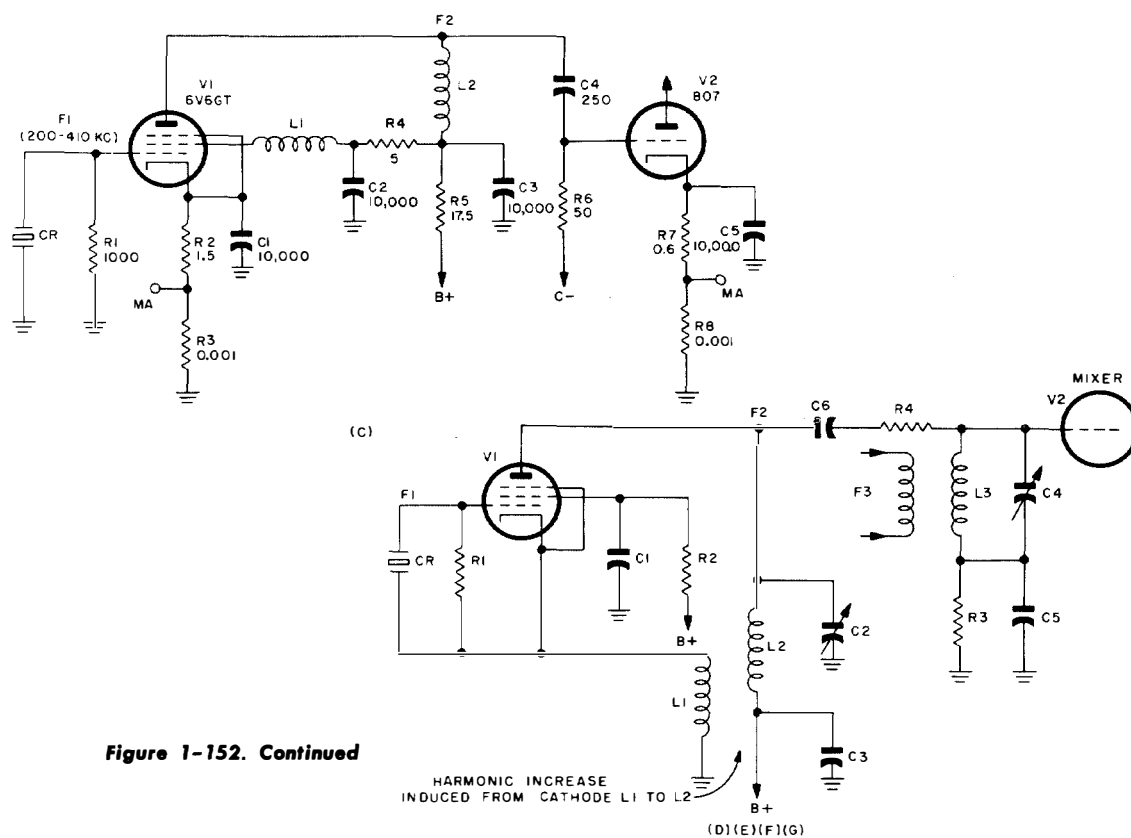 F2
V1
6V6GT
F1
(200-410 KC)
L1
R4
5
L2
C4
250
V2
807
CR
R1
1000
R2
1.5
C1
10,000
MA
R3
0.001
C2
10,000
R5
17.5
C3
10,000
B+
R6
50
C-
R7
0.6
C5
10,000
MA
R8
0.001
(C)
F2
C6
R4
MIXER
V2
V1
F1
CR
R1
C1
R2
B+
F3
L3
C4
R3
C5
L2
C2
L1
C3
B+
Figure 1-152. Continued
HARMONIC INCREASE
INDUCED FROM CATHODE L1 TO L2
(D)(E)(F)(G)